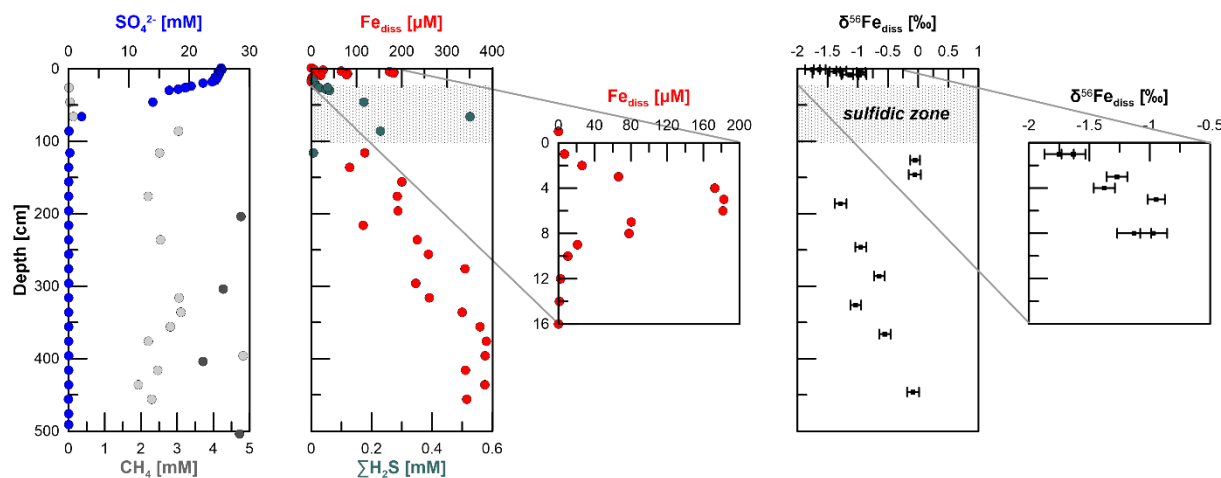 SO₄²⁻ [mM]
0 10 20 30
Fe_diss [µM]
0 100 200 300 400
δ⁵⁶Fe_diss [‰]
-2 -1.5 -1 -0.5 0 0.5 1
Depth [cm]
0
100
200
300
400
500
0 1 2 3 4 5
CH₄ [mM]
0 0.2 0.4 0.6
∑H₂S [mM]
Fe_diss [µM]
0 40 80 120 160 200
0
4
8
12
16
sulfidic zone
δ⁵⁶Fe_diss [‰]
-2 -1.5 -1 -0.5